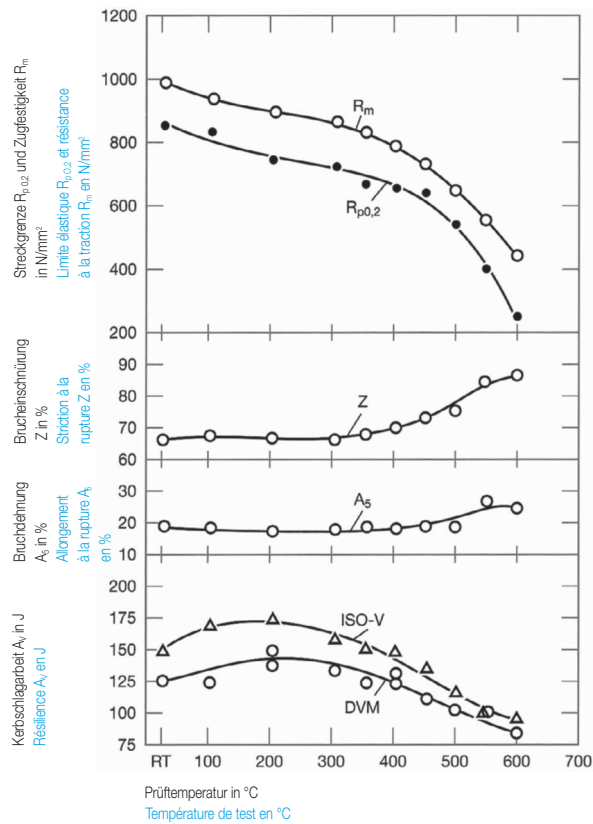 Streckgrenze Rp 0,2 und Zugfestigkeit Rm
in N/mm²
Limite élastique Rp 0,2 et résistance
à la traction Rm en N/mm²
1200
1000
800
600
400
200
Rm
Rp0,2
Brucheinschnürung
Z in %
Striction à la
rupture Z en %
90
80
70
60
Z
Bruchdehnung
A5 in %
Allongement
à la rupture A5
en %
30
20
10
A5
Kerbschlagarbeit AV in J
Résilience AV en J
200
175
150
125
100
75
ISO-V
DVM
RT 100 200 300 400 500 600 700
Prüftemperatur in °C
Température de test en °C